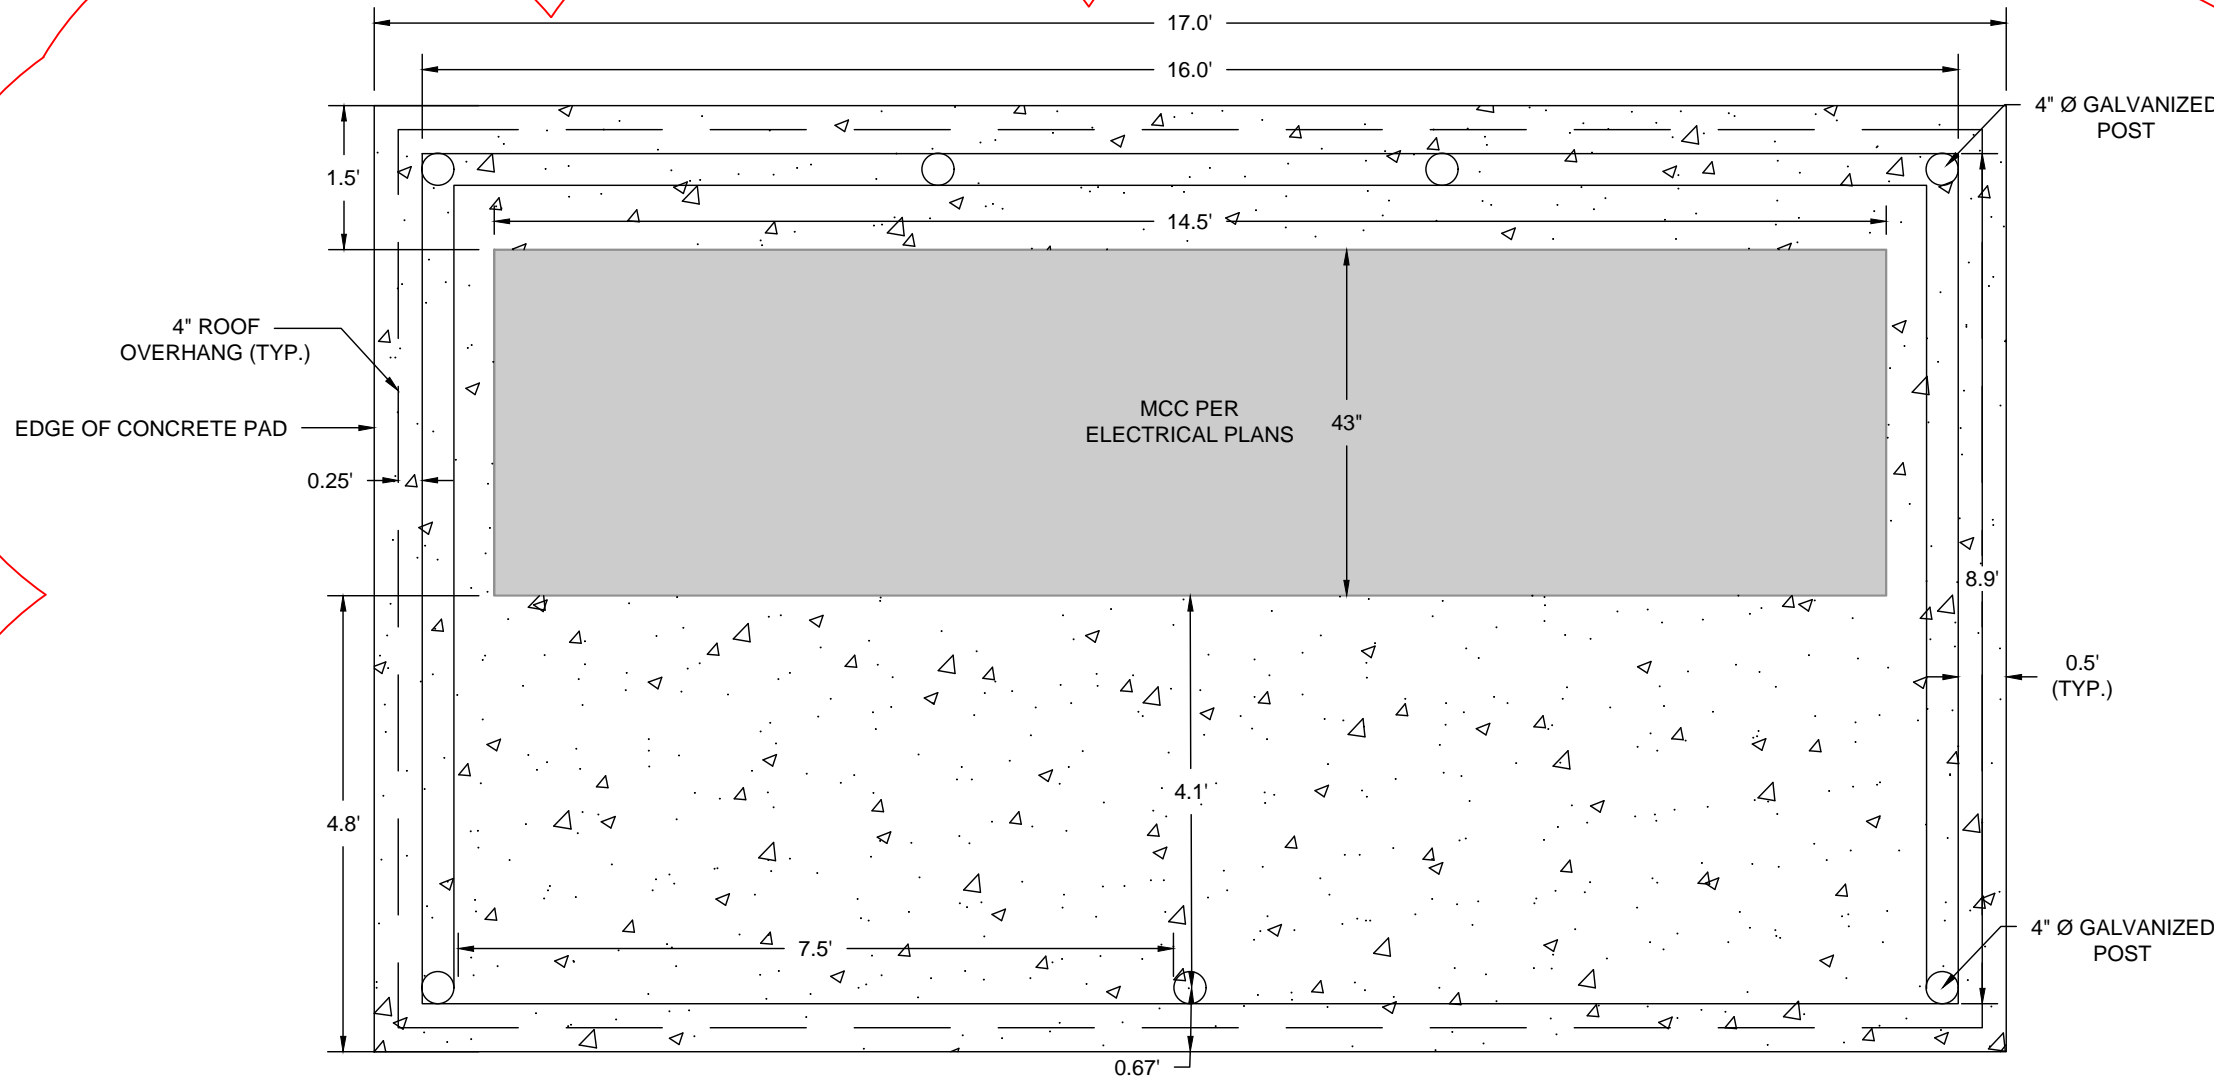 17.0'
16.0'
4" Ø GALVANIZED
POST
1.5'
14.5'
4" ROOF
OVERHANG (TYP.)
MCC PER
ELECTRICAL PLANS
43"
EDGE OF CONCRETE PAD
0.25'
8.9'
0.5'
(TYP.)
4.1'
4.8'
7.5'
4" Ø GALVANIZED
POST
0.67'